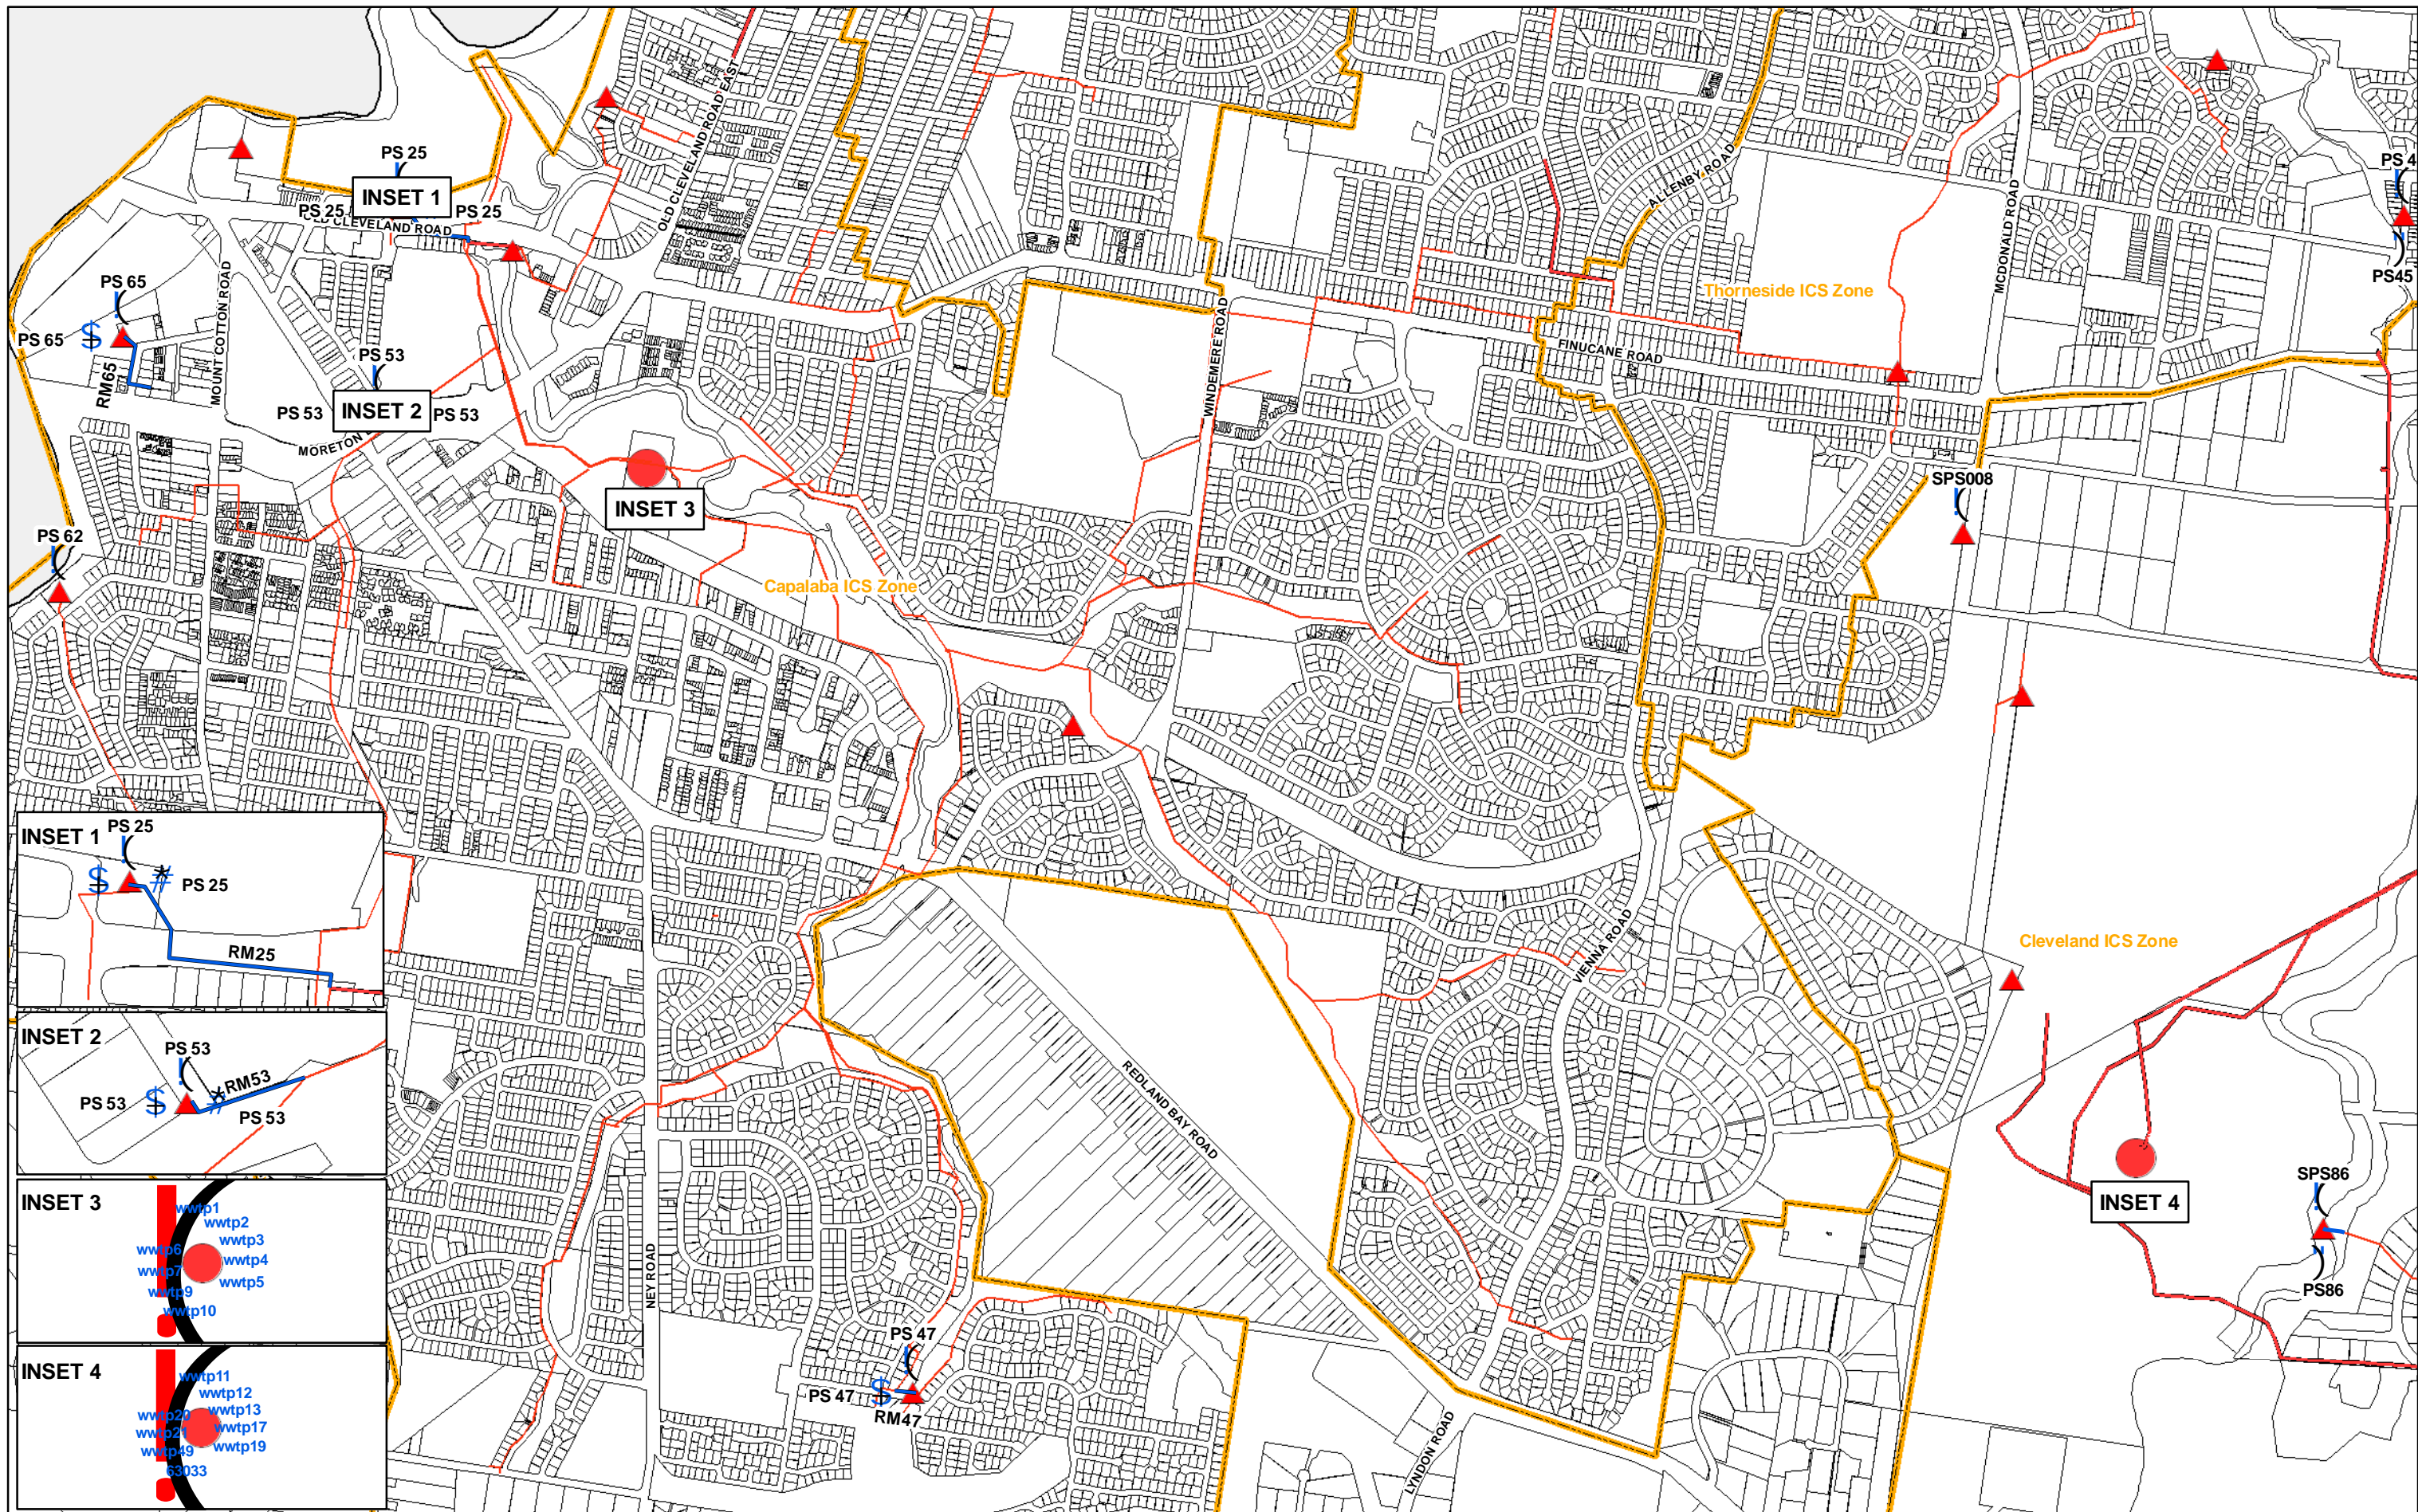 PS 25
INSET 1
PS 25
PS 25
CLEVELAND ROAD
OLD CLEVELAND ROAD EAST
ALLENBY ROAD
MCDONALD ROAD
PS 4
PS45
PS 65
PS 65
RM65
MOUNT COTTON ROAD
Thorneside ICS Zone
FINUCANE ROAD
WINDEMERE ROAD
PS 53
PS 53
INSET 2
PS 53
MORETON
INSET 3
SPS008
PS 62
Capalaba ICS Zone
VIENNA ROAD
Cleveland ICS Zone
REDLAND BAY ROAD
INSET 4
SPS86
PS86
NEY ROAD
PS 47
PS 47
RM47
LYNDON ROAD
INSET 1
PS 25
$
#
PS 25
RM25
INSET 2
PS 53
RM53
PS 53
$
#
PS 53
INSET 3
wwtp1
wwtp2
wwtp3
wwtp6
wwtp4
wwtp7
wwtp5
wwtp9
wwtp10
INSET 4
wwtp11
wwtp12
wwtp13
wwtp20
wwtp17
wwtp21
wwtp19
wwtp49
63033